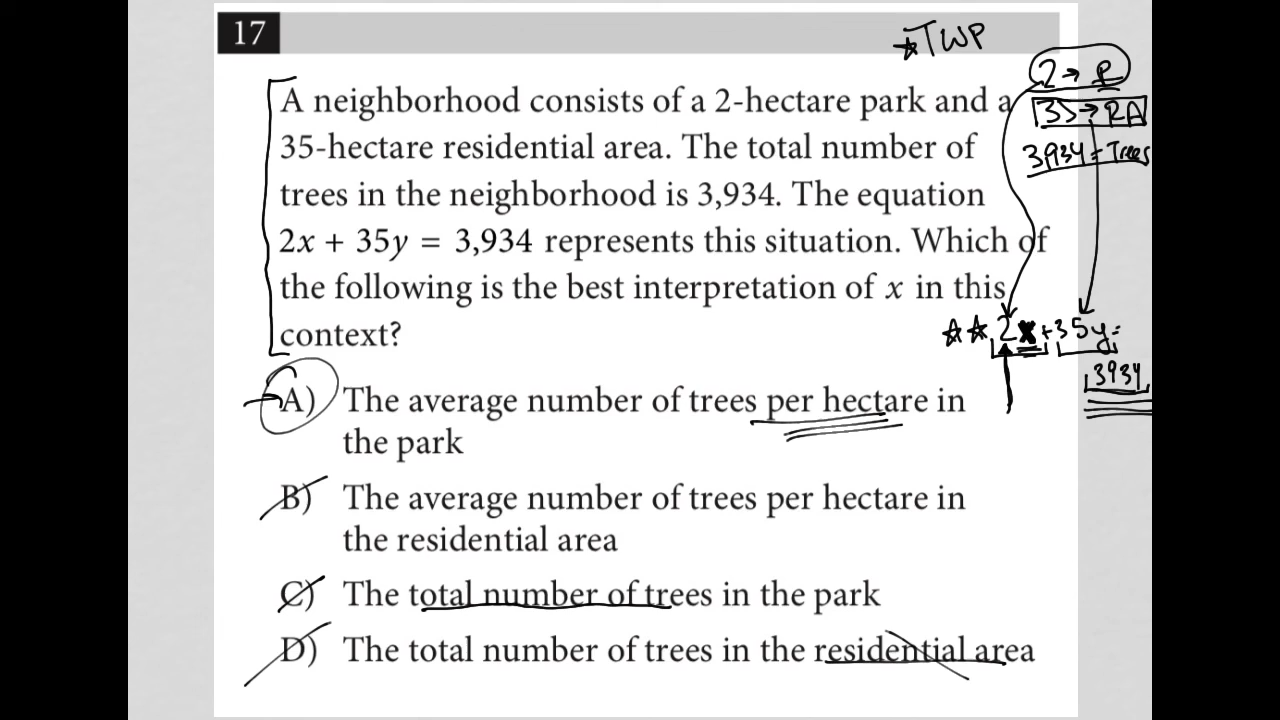 17
☆TWP
2 → P
35 → RA
3934 = Trees
A neighborhood consists of a 2-hectare park and a
35-hectare residential area. The total number of
trees in the neighborhood is 3,934. The equation
2x + 35y = 3,934 represents this situation. Which of
the following is the best interpretation of x in this
context?
☆☆ 2x+35y=
3934
A) The average number of trees per hectare in
the park
B) The average number of trees per hectare in
the residential area
C) The total number of trees in the park
D) The total number of trees in the residential area